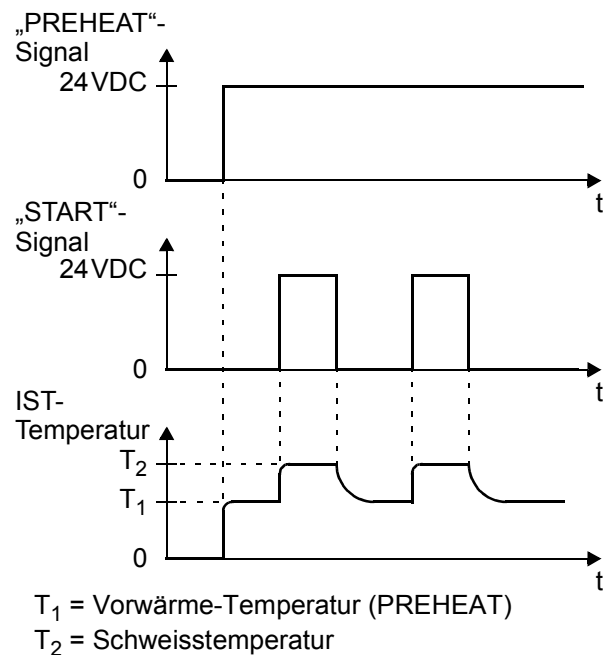 „PREHEAT“-
Signal
24VDC
0
t
„START“-
Signal
24VDC
0
t
IST-
Temperatur
T2
T1
0
t
T1 = Vorwärme-Temperatur (PREHEAT)
T2 = Schweisstemperatur